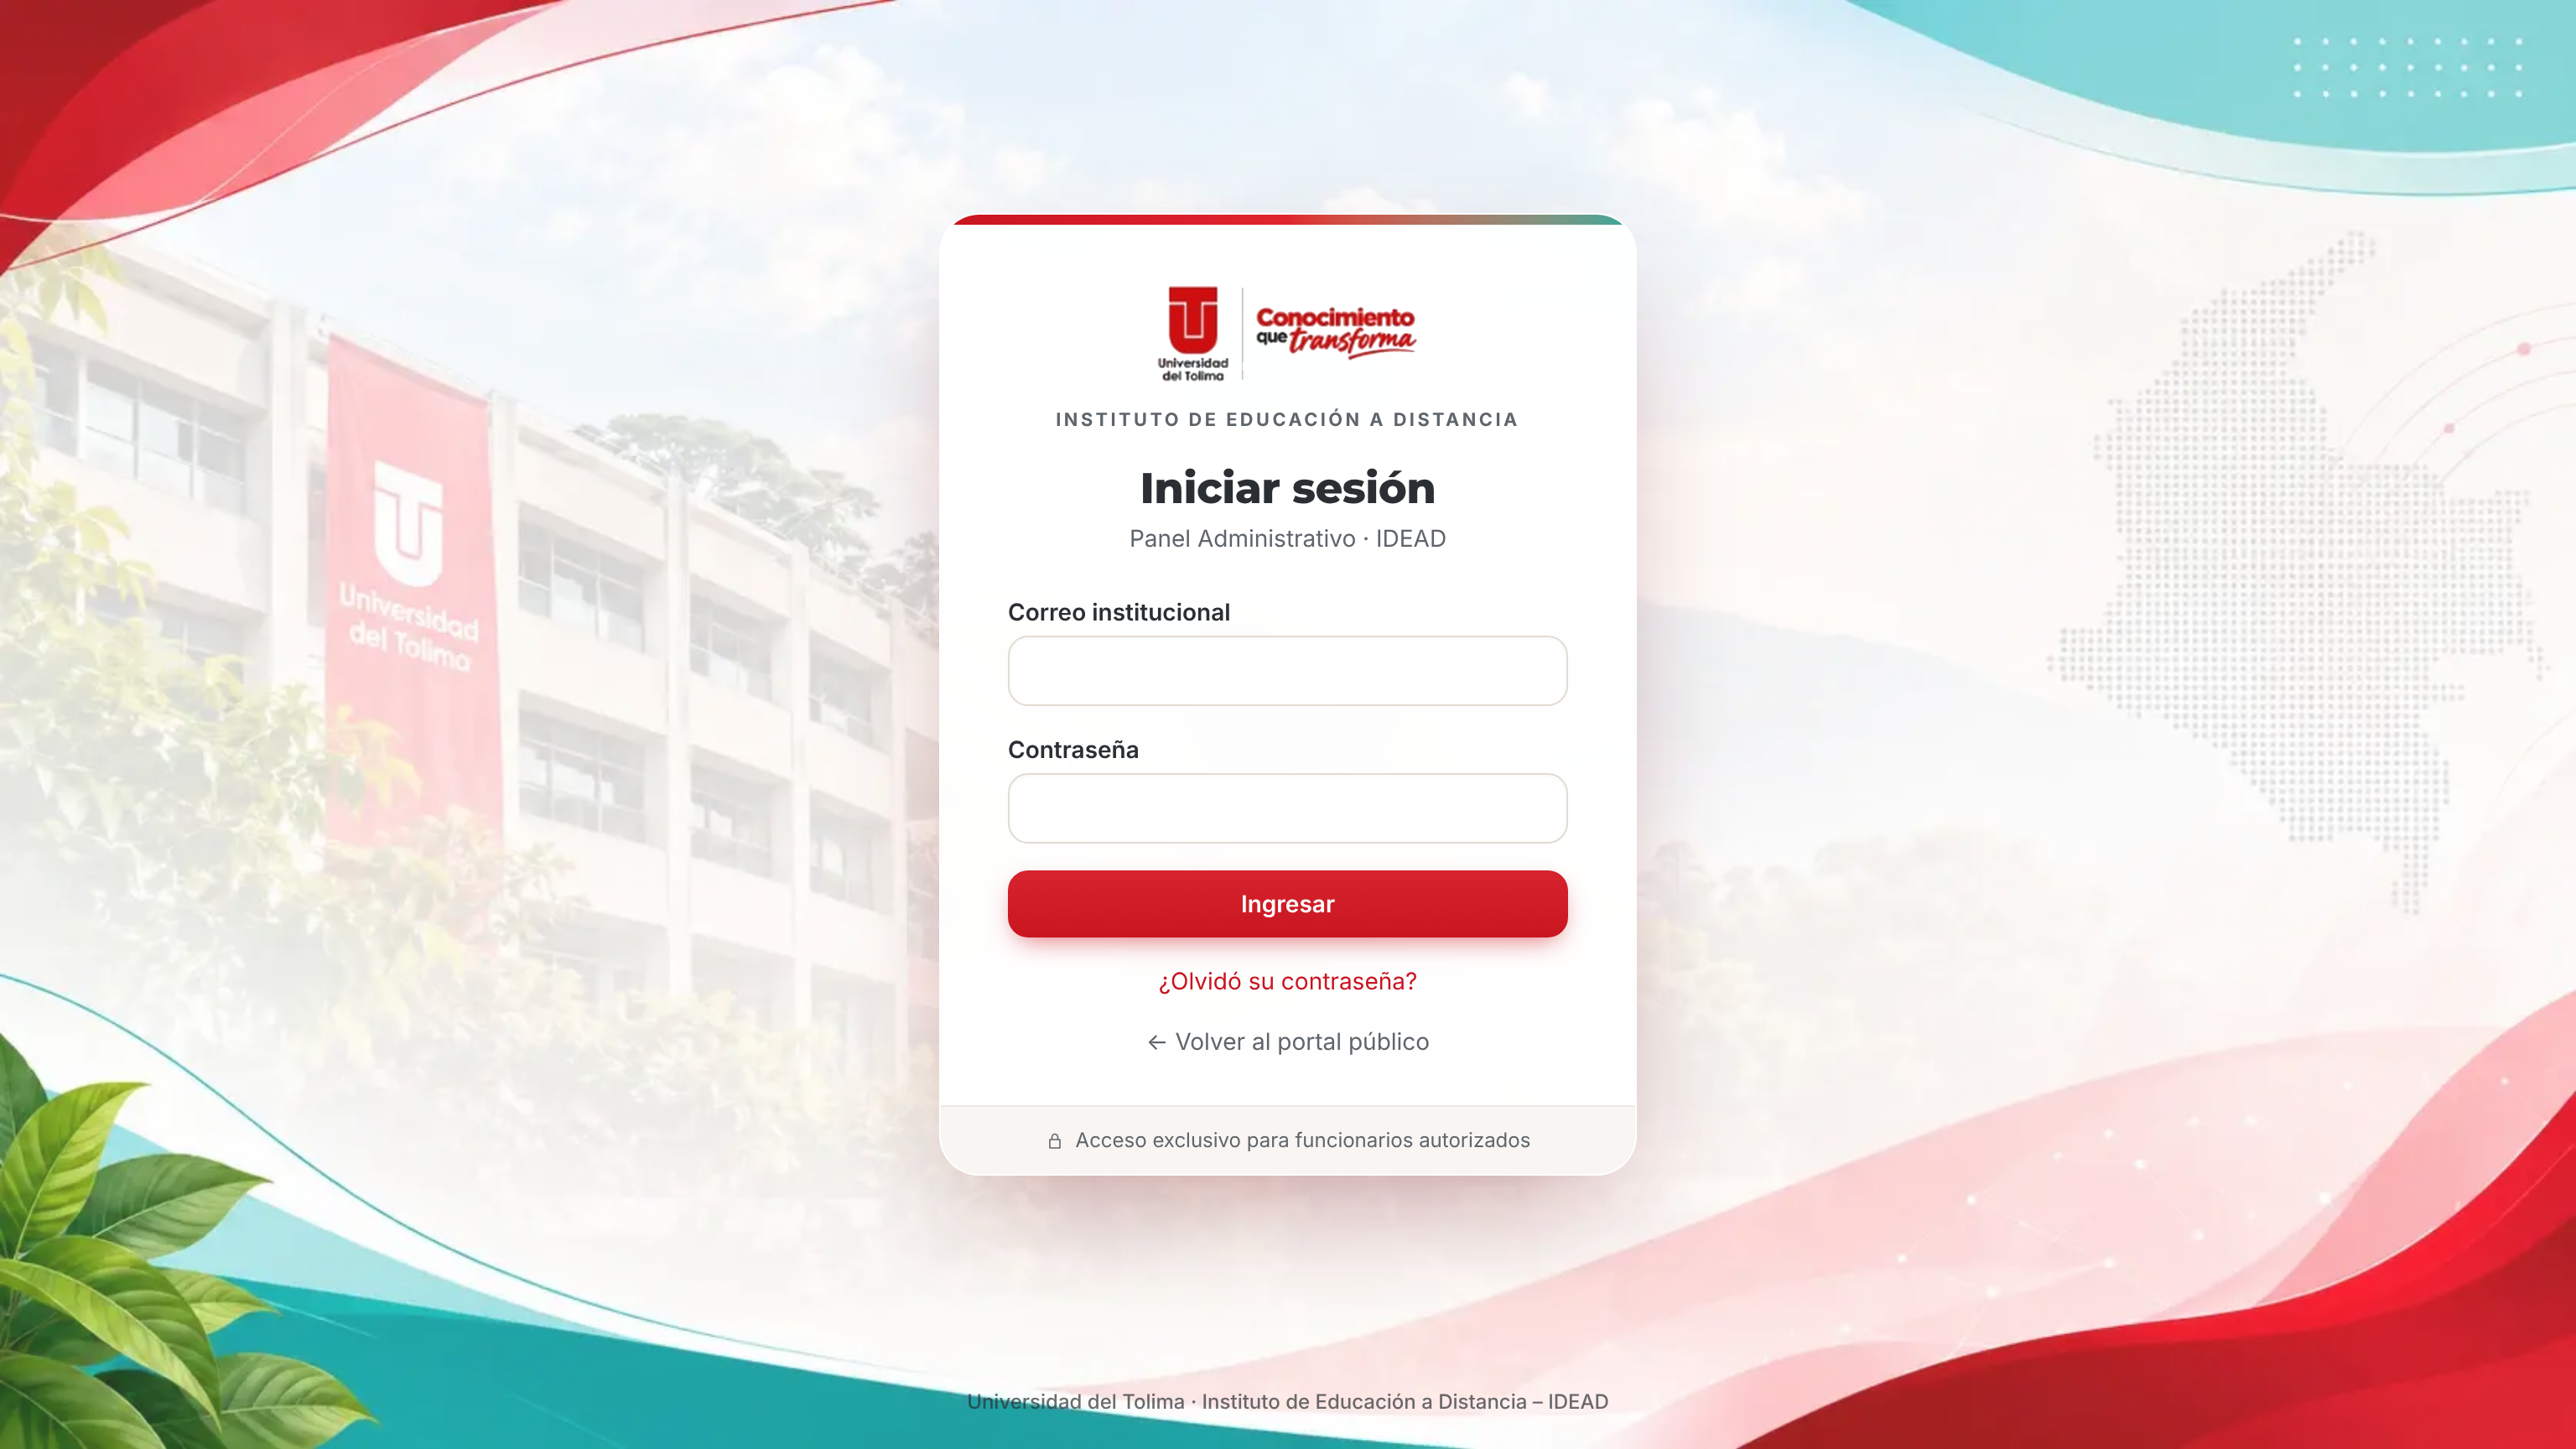 Universidad
del Tolima
Conocimiento
que transforma
INSTITUTO DE EDUCACIÓN A DISTANCIA
Iniciar sesión
Panel Administrativo · IDEAD
Universidad
del Tolima
Correo institucional
Contraseña
Ingresar
¿Olvidó su contraseña?
← Volver al portal público
Acceso exclusivo para funcionarios autorizados
Universidad del Tolima · Instituto de Educación a Distancia – IDEAD